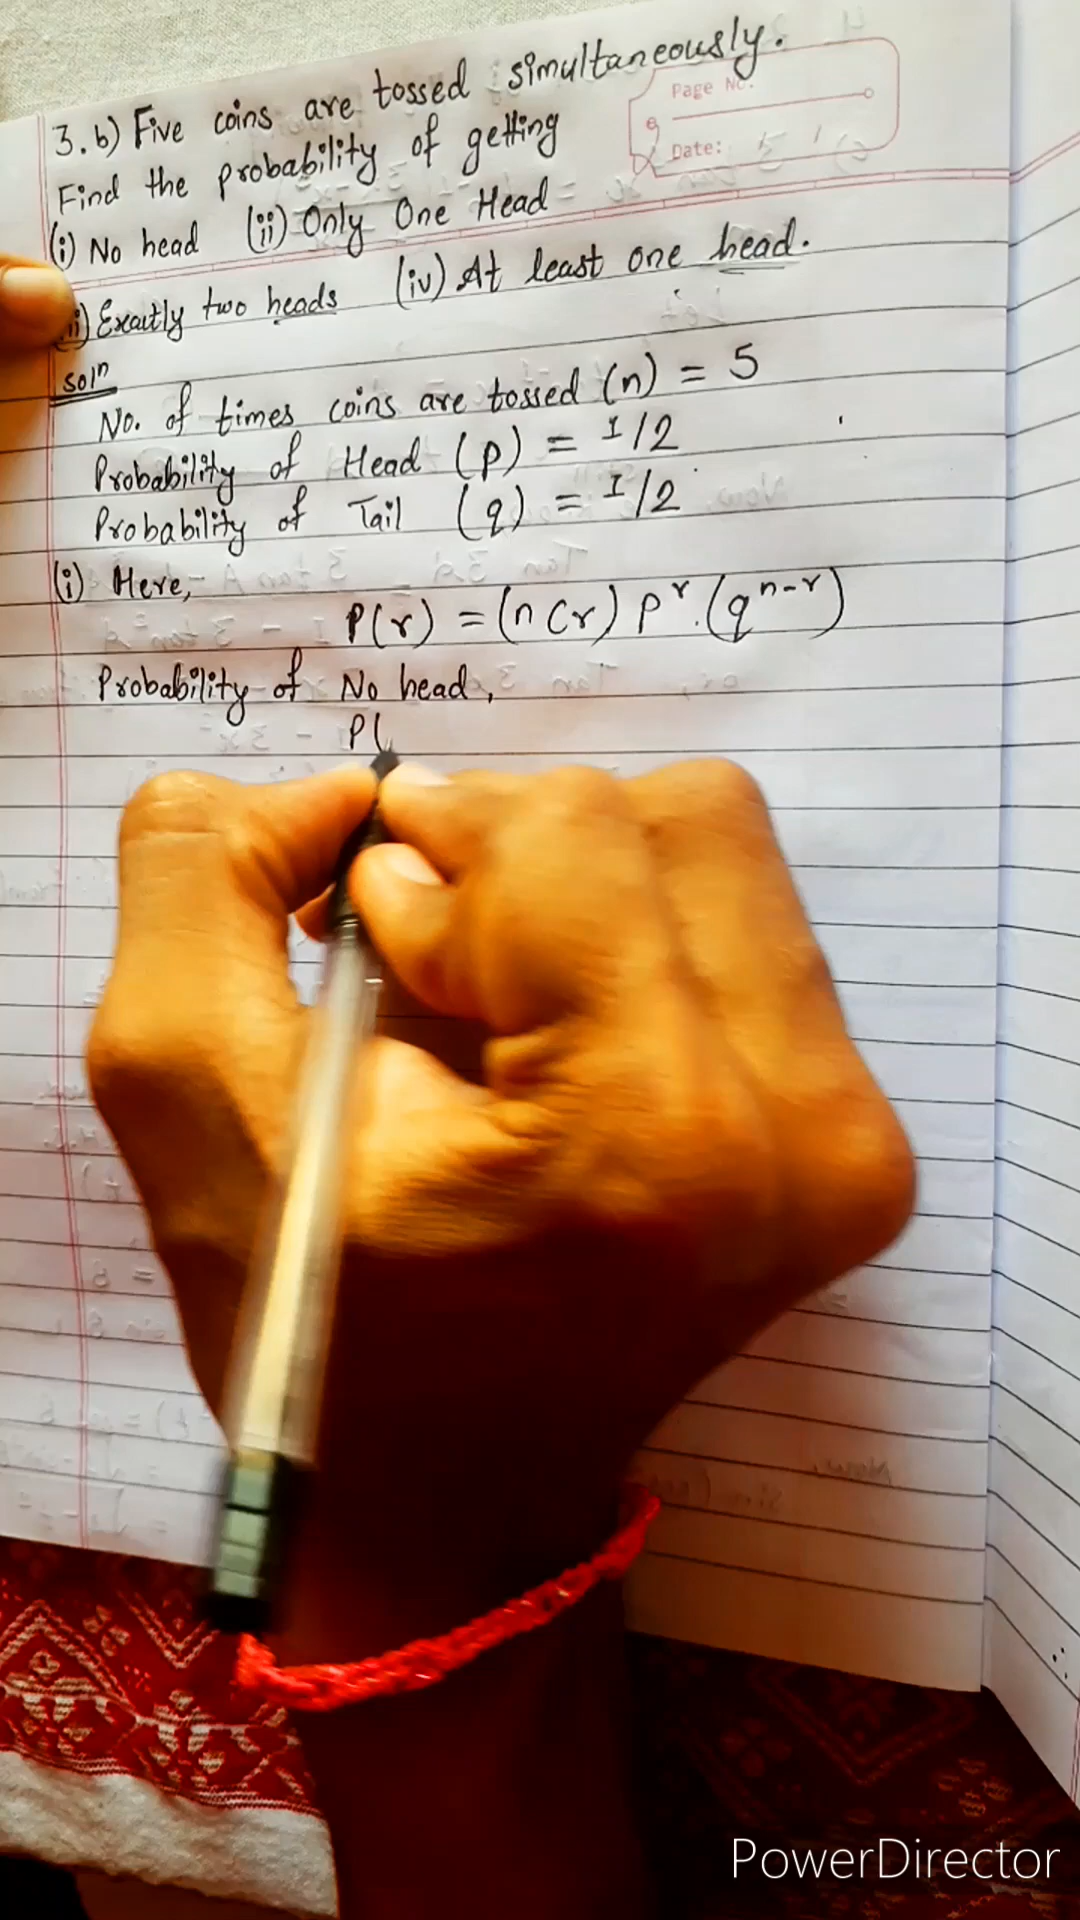 3.b) Five coins are tossed simultaneously.
Page No.
Find the probability of getting
Date:
(i) No head (ii) Only One Head
ii) Exactly two heads (iv) At least one head.
Soln
No. of times coins are tossed (n) = 5
Probability of Head (p) = 1/2
Probability of Tail (q) = 1/2
(i) Here,
P(r) = (nCr) p^r . (q^n-r)
Probability of No head,
P(
PowerDirector